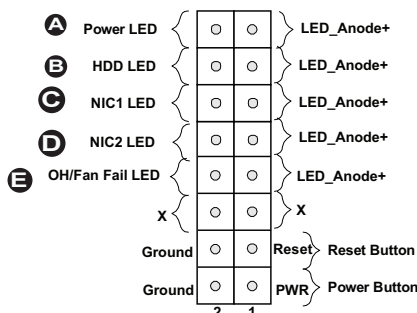 A Power LED LED_Anode+
B HDD LED LED_Anode+
C NIC1 LED LED_Anode+
D NIC2 LED LED_Anode+
E OH/Fan Fail LED LED_Anode+
X X
Ground Reset Reset Button
Ground PWR Power Button
2 1